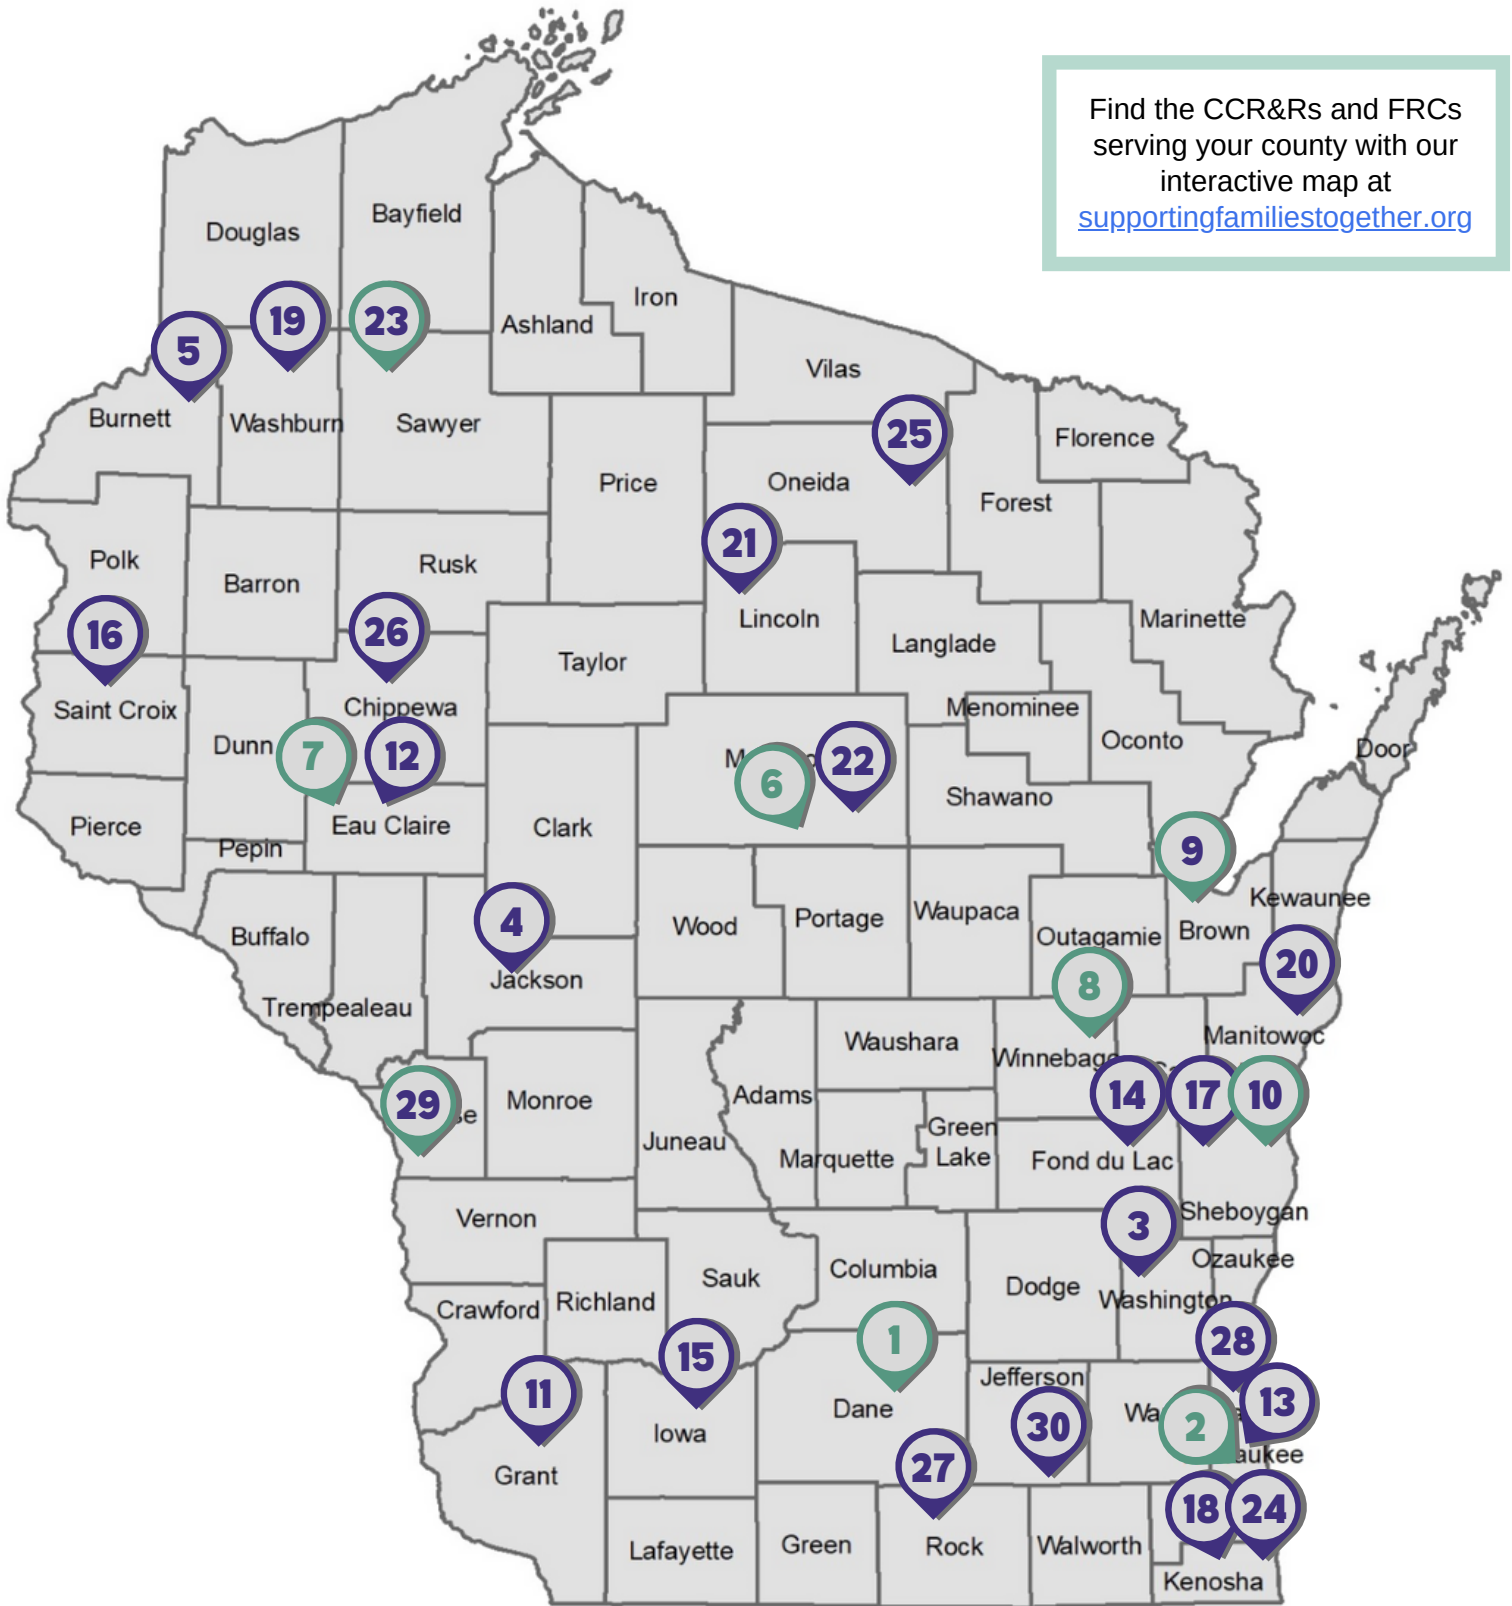 Find the CCR&Rs and FRCs
serving your county with our
interactive map at
supportingfamiliestogether.org
Douglas
Bayfield
Iron
Ashland
19
23
5
Vilas
Burnett
Washburn
Sawyer
25
Florence
Price
Oneida
Forest
21
Polk
Rusk
Barron
16
26
Lincoln
Marinette
Langlade
Taylor
Saint Croix
Chippewa
Menominee
Dunn
7
12
22
Oconto
Door
6
Shawano
Pierce
Eau Claire
Clark
Pepin
9
Kewaunee
4
Wood
Portage
Waupaca
Buffalo
Outagamie
Brown
20
Jackson
8
Trempealeau
Manitowoc
Waushara
Winnebago
Adams
14
17
10
29
se
Monroe
Juneau
Green
Lake
Marquette
Fond du Lac
Vernon
3
Sheboygan
Ozaukee
Columbia
Sauk
Dodge
Washington
Crawford
Richland
1
28
15
Jefferson
11
13
Dane
Wa
2
30
Iowa
aukee
27
Grant
18
24
Lafayette
Green
Rock
Walworth
Kenosha